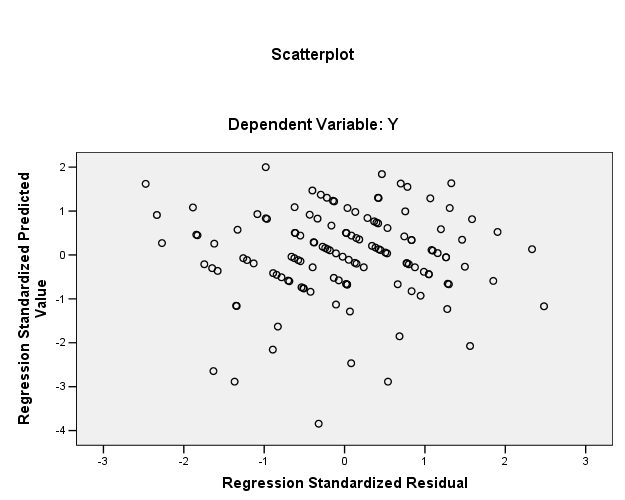 Scatterplot
Dependent Variable: Y
Regression Standardized Predicted
Value
2
1
0
-1
-2
-3
-4
-3
-2
-1
0
1
2
3
Regression Standardized Residual